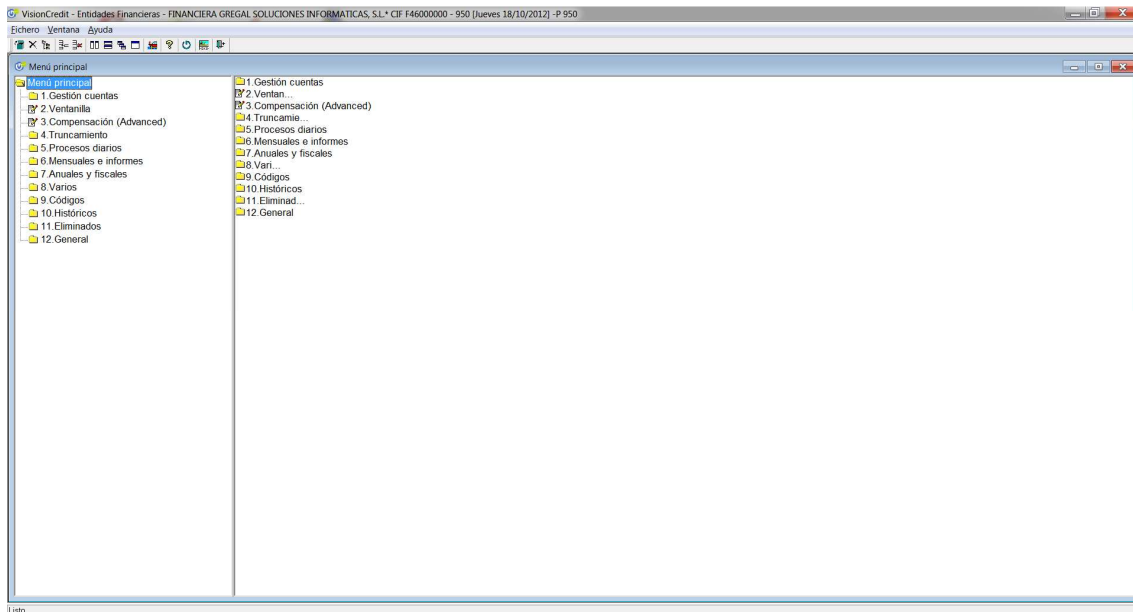 VisionCredit - Entidades Financieras - FINANCIERA GREGAL SOLUCIONES INFORMATICAS, S.L.* CIF F46000000 - 950 [Jueves 18/10/2012] -P 950
Fichero Ventana Ayuda
Menú principal
Menú principal
1.Gestión cuentas
2.Ventanilla
3.Compensación (Advanced)
4.Truncamiento
5.Procesos diarios
6.Mensuales e informes
7.Anuales y fiscales
8.Varios
9.Códigos
10.Históricos
11.Eliminados
12.General
1.Gestión cuentas
2.Ventan...
3.Compensación (Advanced)
4.Truncamie...
5.Procesos diarios
6.Mensuales e informes
7.Anuales y fiscales
8.Vari...
9.Códigos
10.Históricos
11.Eliminad...
12.General
Listo